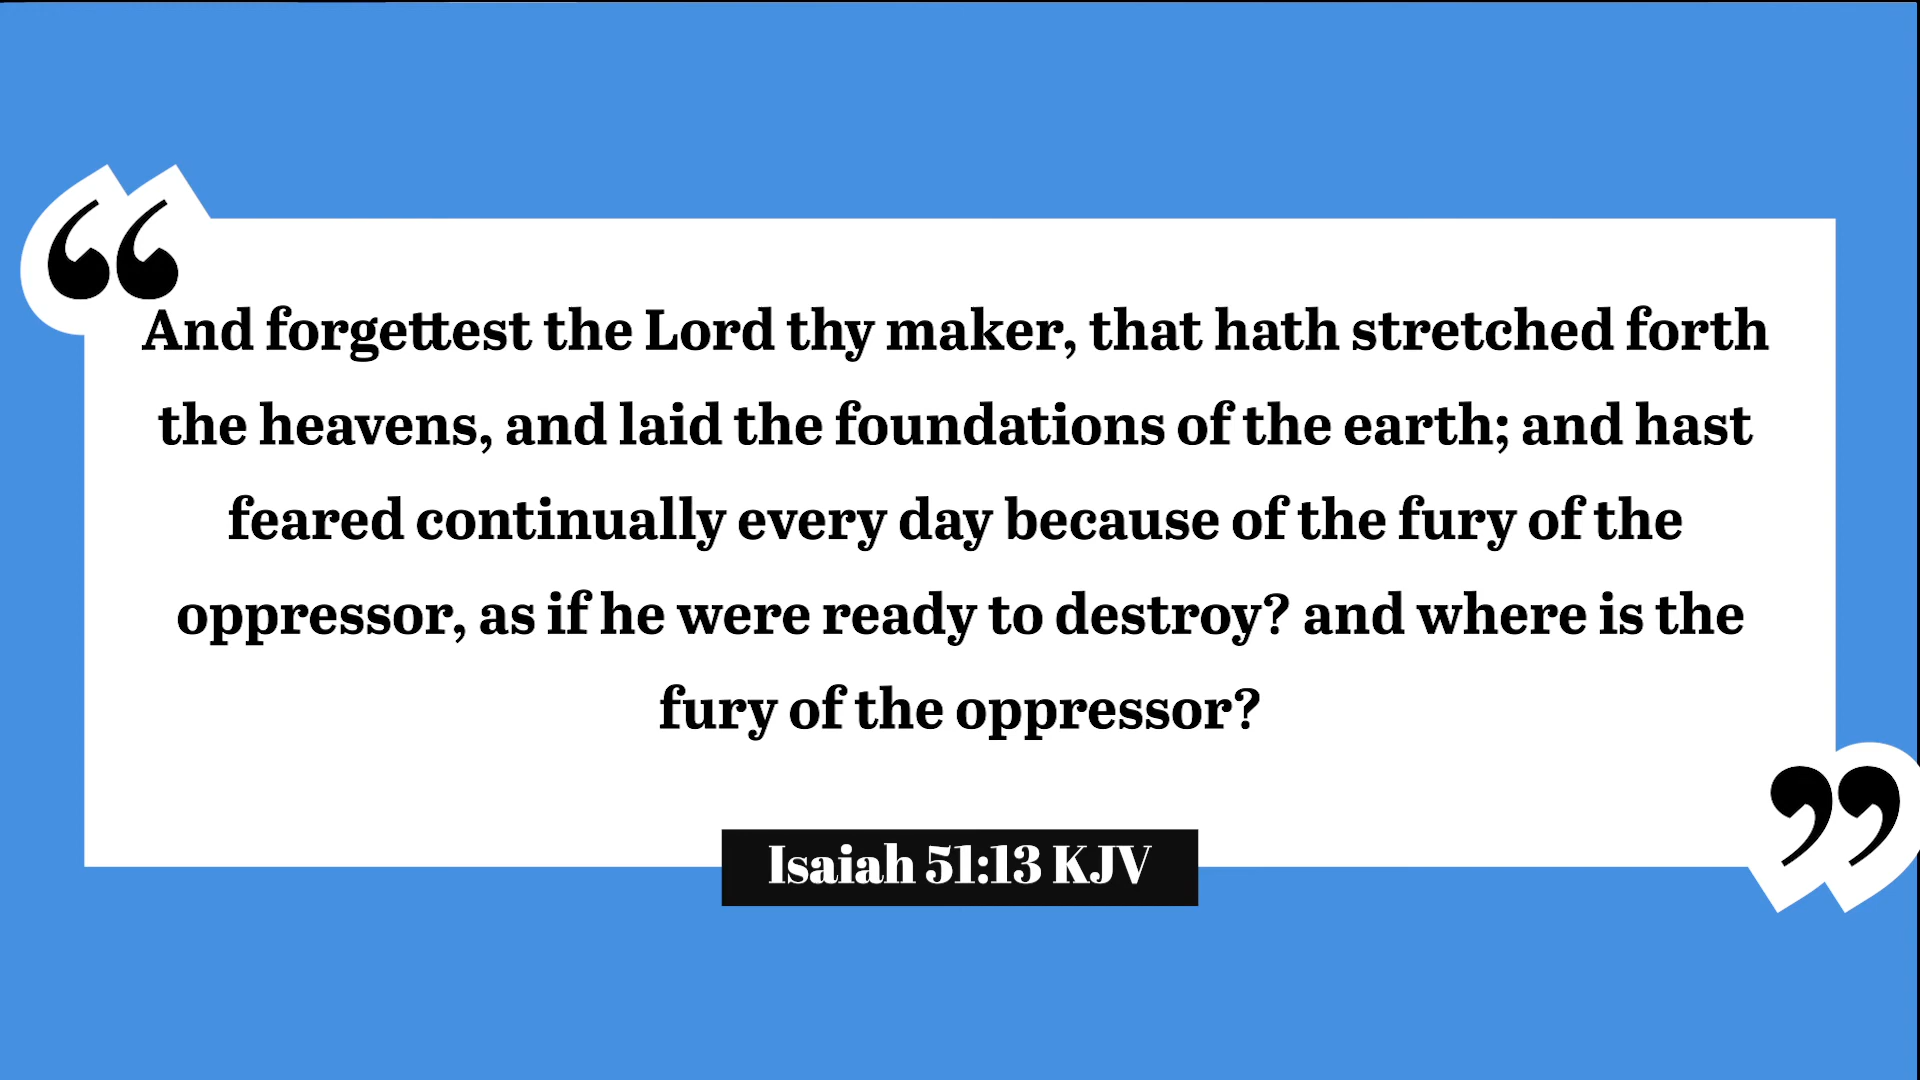 “
And forgettest the Lord thy maker, that hath stretched forth
the heavens, and laid the foundations of the earth; and hast
feared continually every day because of the fury of the
oppressor, as if he were ready to destroy? and where is the
fury of the oppressor?
”
Isaiah 51:13 KJV